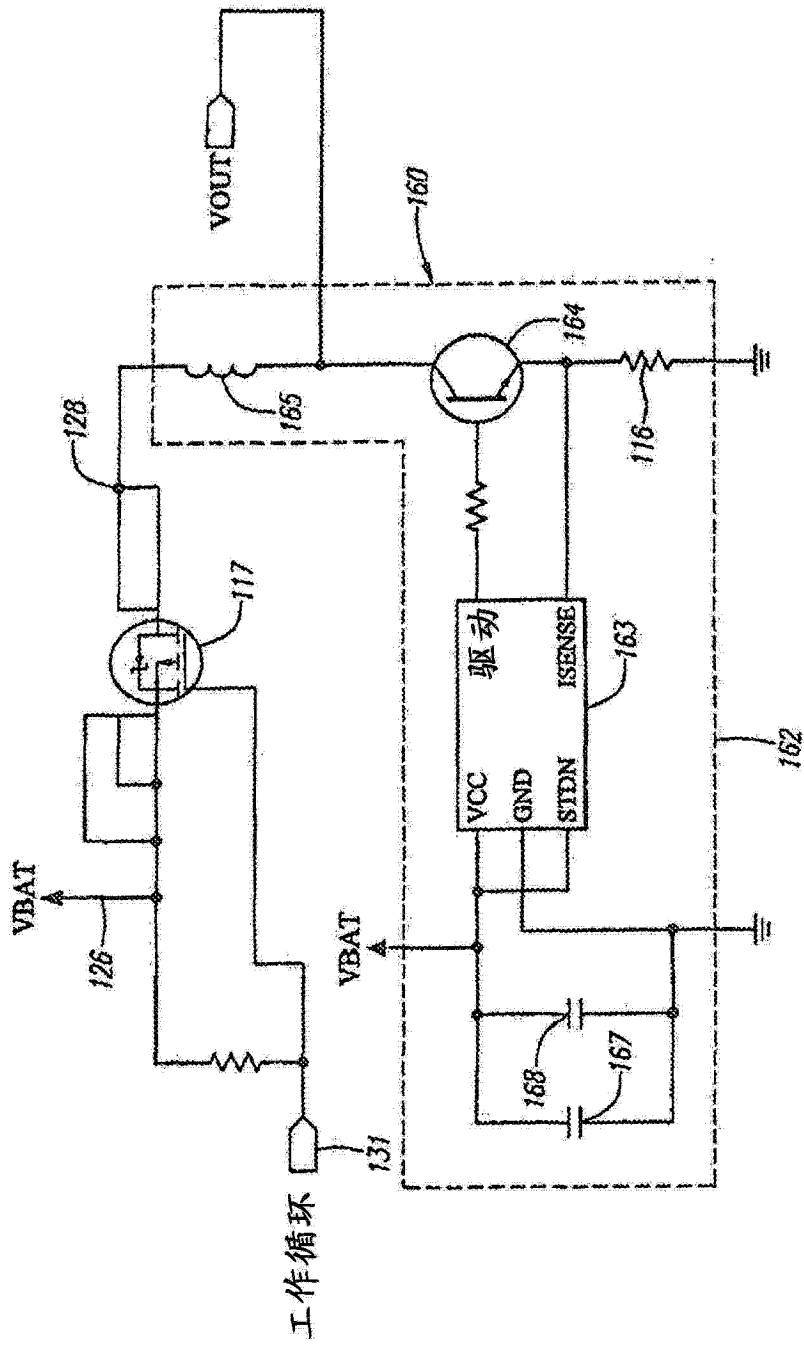 VBAT
126
117
128
VOUT
工作循环
131
160
165
VBAT
168
167
VCC
GND
STDN
驱动
ISENSE
163
164
116
162